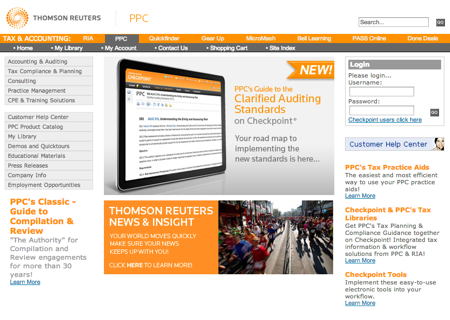 THOMSON REUTERS
PPC
Search...
GO
TAX & ACCOUNTING:
RIA
PPC
Quickfinder
Gear Up
MicroMash
Bell Learning
PASS Online
Done Deals
• Home
• My Library
• My Account
• Contact Us
• Shopping Cart
• Site Index
Accounting & Auditing
Tax Compliance & Planning
Consulting
Practice Management
CPE & Training Solutions
Customer Help Center
PPC Product Catalog
My Library
Demos and Quicktours
Educational Materials
Press Releases
Company Info
Employment Opportunities
PPC's Classic -
Guide to
Compilation &
Review
"The Authority" for
Compilation and
Review engagements
for more than 30
years!
Learn More
CHECKPOINT
PPC
NEW!
PPC's Guide to the
Clarified Auditing
Standards
on Checkpoint®
Your road map to
implementing the
new standards is here...
THOMSON REUTERS
NEWS & INSIGHT
YOUR WORLD MOVES QUICKLY
MAKE SURE YOUR NEWS
KEEPS UP WITH YOU.
CLICK HERE TO LEARN MORE!
Login
Please login...
Username:
Password:
GO
Checkpoint users click here
Customer Help Center
PPC's Tax Practice Aids
The easiest and most efficient
way to use your PPC practice
aids!
Learn More
Checkpoint & PPC's Tax
Libraries
Get PPC's Tax Planning &
Compliance Guidance together
on Checkpoint! Integrated tax
information & workflow
solutions from PPC & RIA!
Learn More
Checkpoint Tools
Implement these easy-to-use
electronic tools into your
workflow.
Learn More